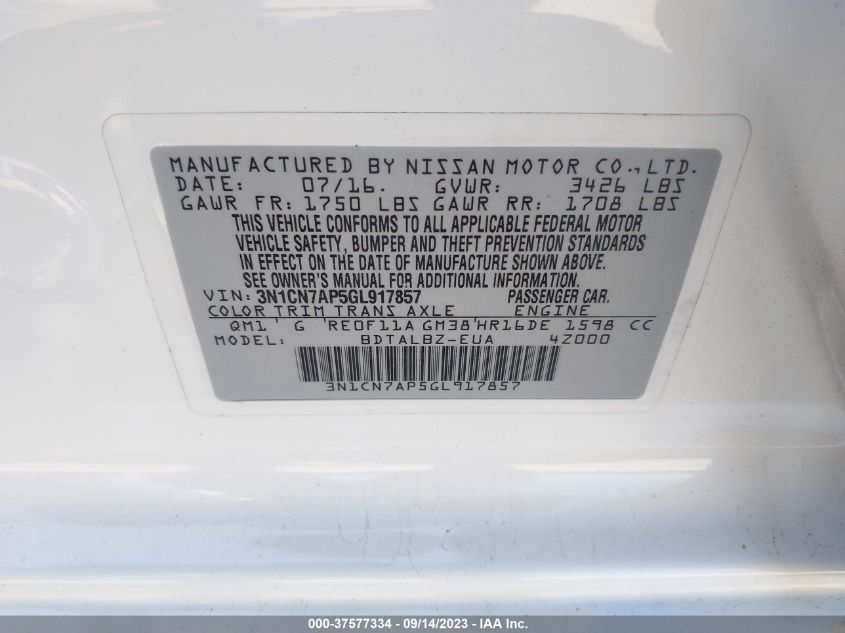 MANUFACTURED BY NISSAN MOTOR CO.,LTD.
DATE: 07/16. GVWR: 3426 LBS
GAWR FR: 1750 LBS GAWR RR: 1708 LBS
THIS VEHICLE CONFORMS TO ALL APPLICABLE FEDERAL MOTOR
VEHICLE SAFETY, BUMPER AND THEFT PREVENTION STANDARDS
IN EFFECT ON THE DATE OF MANUFACTURE SHOWN ABOVE.
SEE OWNER'S MANUAL FOR ADDITIONAL INFORMATION.
VIN: 3N1CN7AP5GL917857 PASSENGER CAR.
COLOR TRIM TRANS AXLE ENGINE
QM1 G RE0F11A GM38 HR16DE 1598 CC
MODEL: BDTALBZ-EUA 4Z000
3N1CN7AP5GL917857
000-37577334 - 09/14/2023 - IAA Inc.